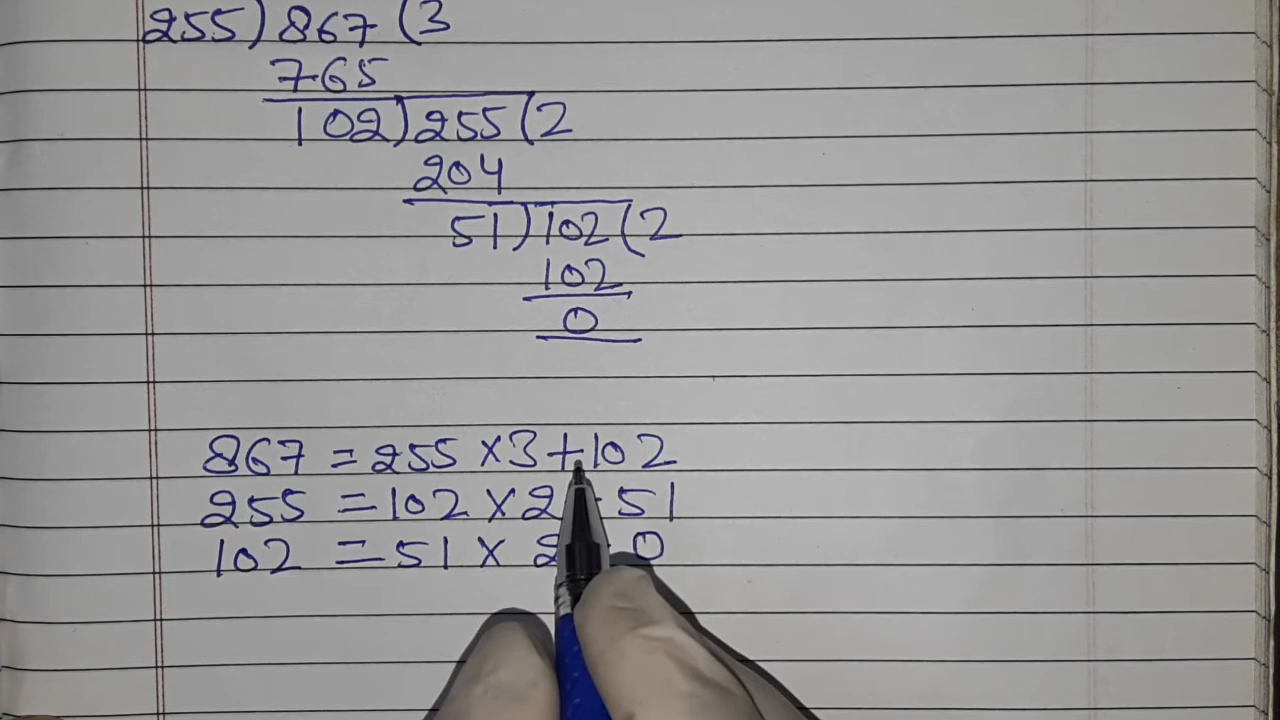 255) 867 (3
765
102) 255 (2
204
51) 102 (2
102
0
867 = 255 × 3 + 102
255 = 102 × 2 51
102 = 51 × 2 0